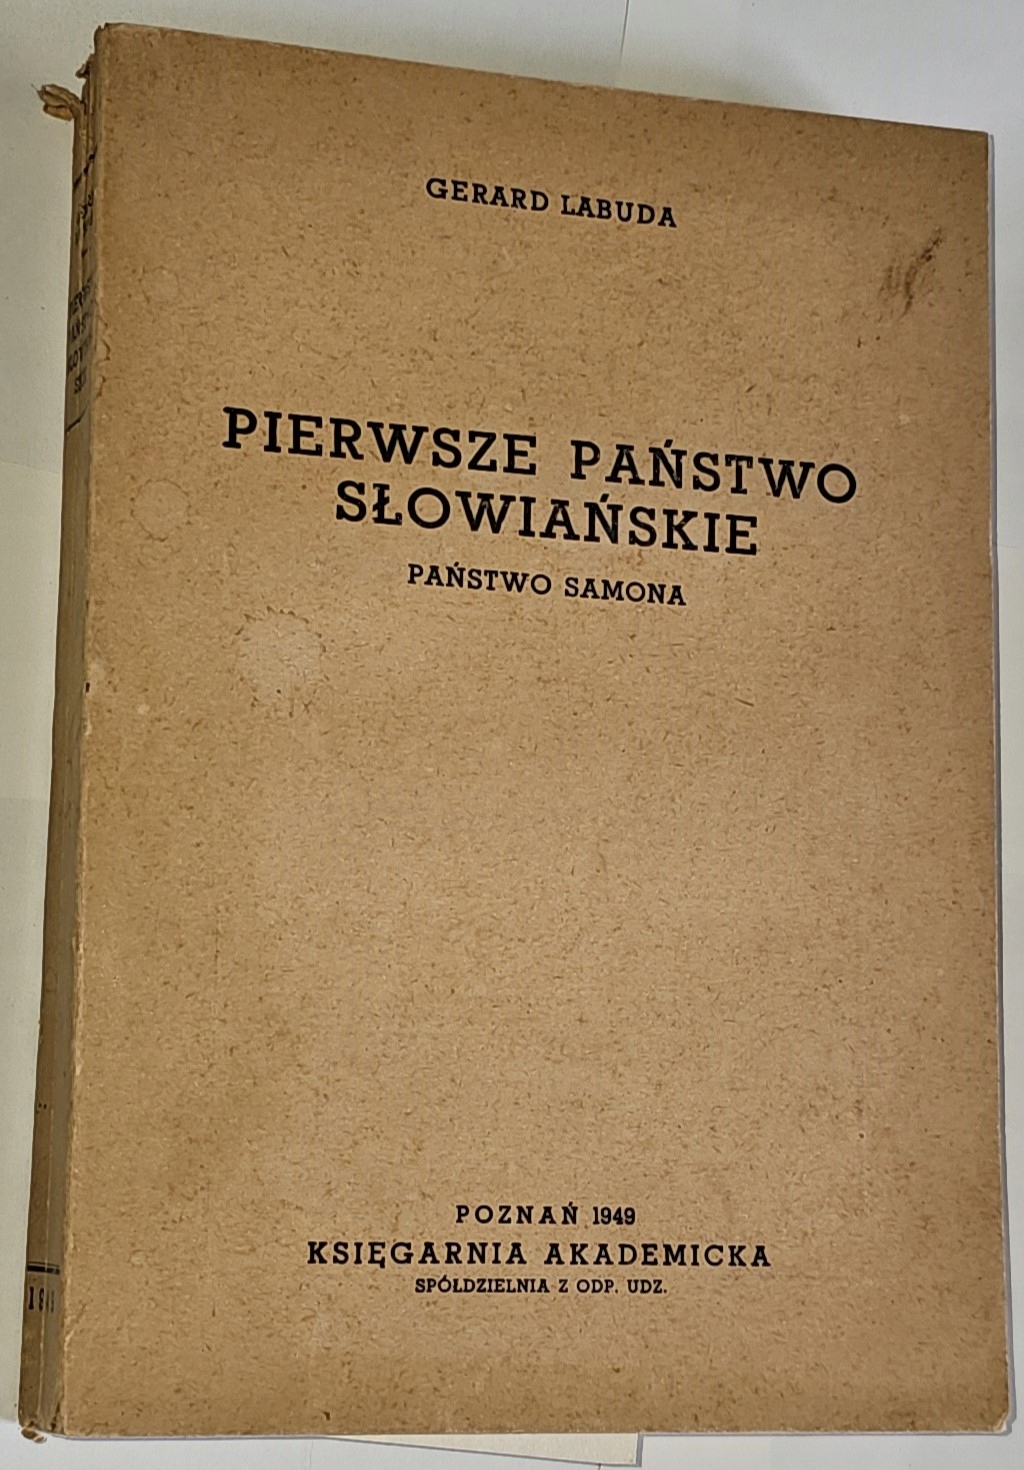 GERARD LABUDA
PIERWSZE PAŃSTWO
SŁOWIAŃSKIE
PAŃSTWO SAMONA
POZNAŃ 1949
KSIĘGARNIA AKADEMICKA
SPÓŁDZIELNIA Z ODP. UDZ.